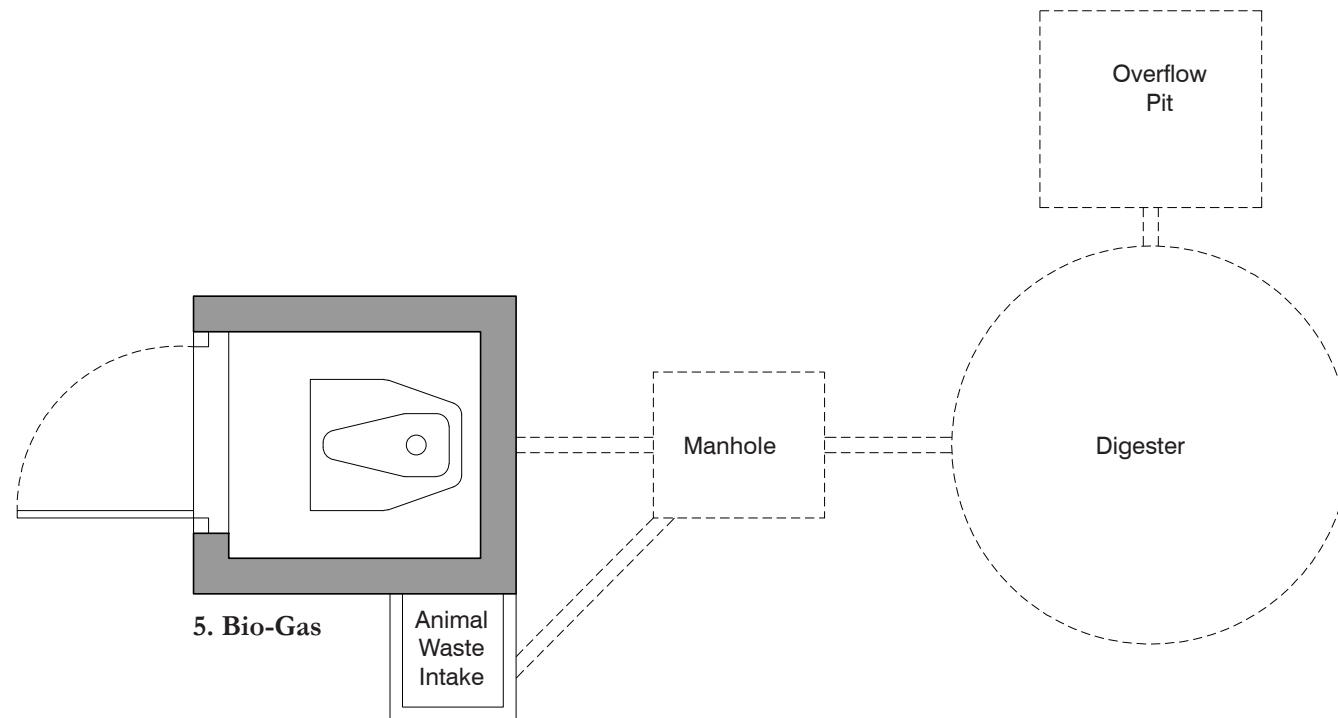 Overflow
Pit
Manhole
Digester
5. Bio-Gas
Animal
Waste
Intake